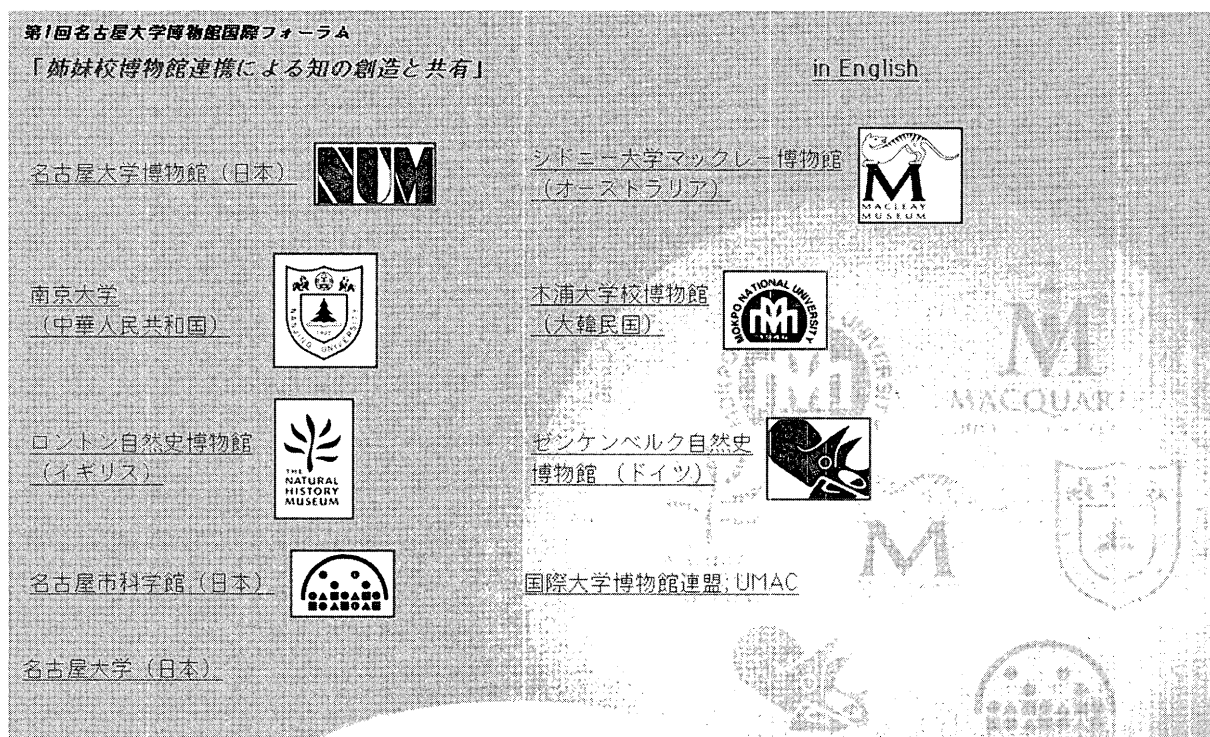 第1回名古屋大学博物館国際フォーラム
「姉妹校博物館連携による知の創造と共有」
in English
名古屋大学博物館（日本）
NUM
シドニー大学マックレー博物館
（オーストラリア）
M
MACLEAY
MUSEUM
南京大学
（中華人民共和国）
NANJING UNIVERSITY
木浦大学校博物館
（大韓民国）
MOKPO NATIONAL UNIVERSITY
1946
ロンドン自然史博物館
（イギリス）
THE
NATURAL
HISTORY
MUSEUM
ゼンケンベルク自然史
博物館 （ドイツ）
M
MACQUAR
M
名古屋市科学館（日本）
国際大学博物館連盟; UMAC
名古屋大学（日本）